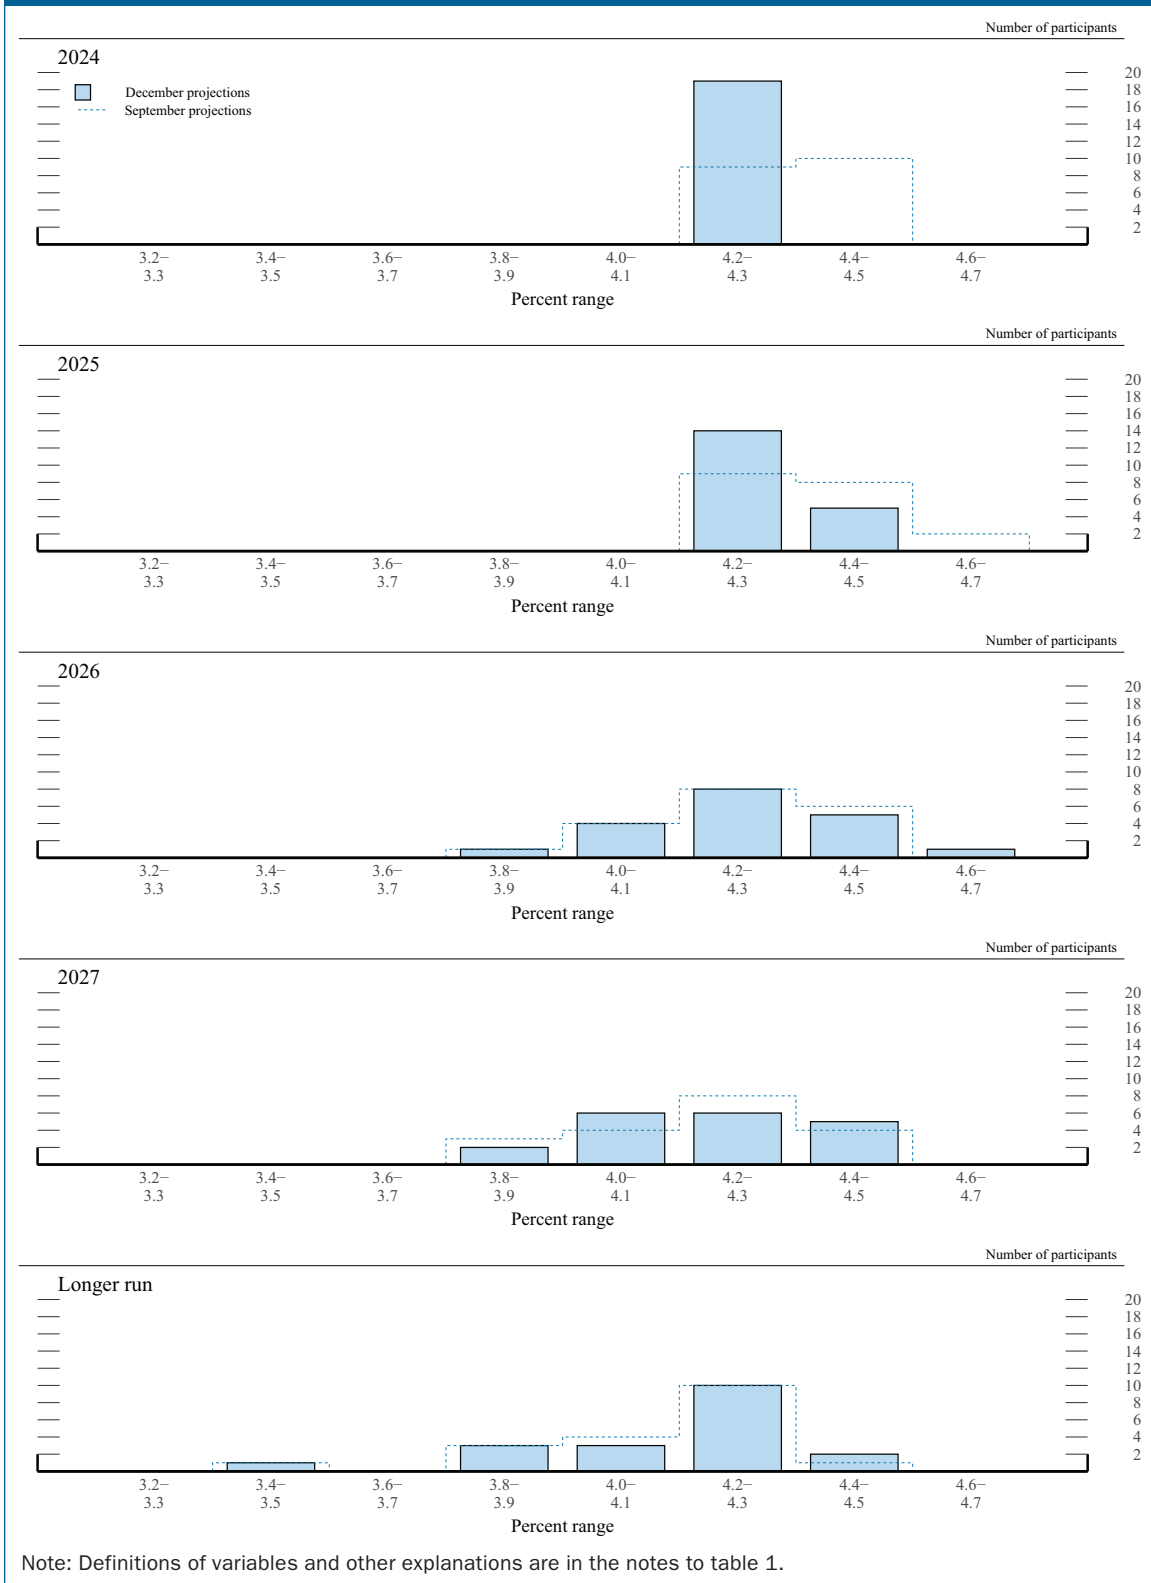 Number of participants
2024
December projections
September projections
20
18
16
14
12
10
8
6
4
2
3.2– 3.4– 3.6– 3.8– 4.0– 4.2– 4.4– 4.6–
3.3 3.5 3.7 3.9 4.1 4.3 4.5 4.7
Percent range
Number of participants
2025
20
18
16
14
12
10
8
6
4
2
3.2– 3.4– 3.6– 3.8– 4.0– 4.2– 4.4– 4.6–
3.3 3.5 3.7 3.9 4.1 4.3 4.5 4.7
Percent range
Number of participants
2026
20
18
16
14
12
10
8
6
4
2
3.2– 3.4– 3.6– 3.8– 4.0– 4.2– 4.4– 4.6–
3.3 3.5 3.7 3.9 4.1 4.3 4.5 4.7
Percent range
Number of participants
2027
20
18
16
14
12
10
8
6
4
2
3.2– 3.4– 3.6– 3.8– 4.0– 4.2– 4.4– 4.6–
3.3 3.5 3.7 3.9 4.1 4.3 4.5 4.7
Percent range
Number of participants
Longer run
20
18
16
14
12
10
8
6
4
2
3.2– 3.4– 3.6– 3.8– 4.0– 4.2– 4.4– 4.6–
3.3 3.5 3.7 3.9 4.1 4.3 4.5 4.7
Percent range
Note: Definitions of variables and other explanations are in the notes to table 1.